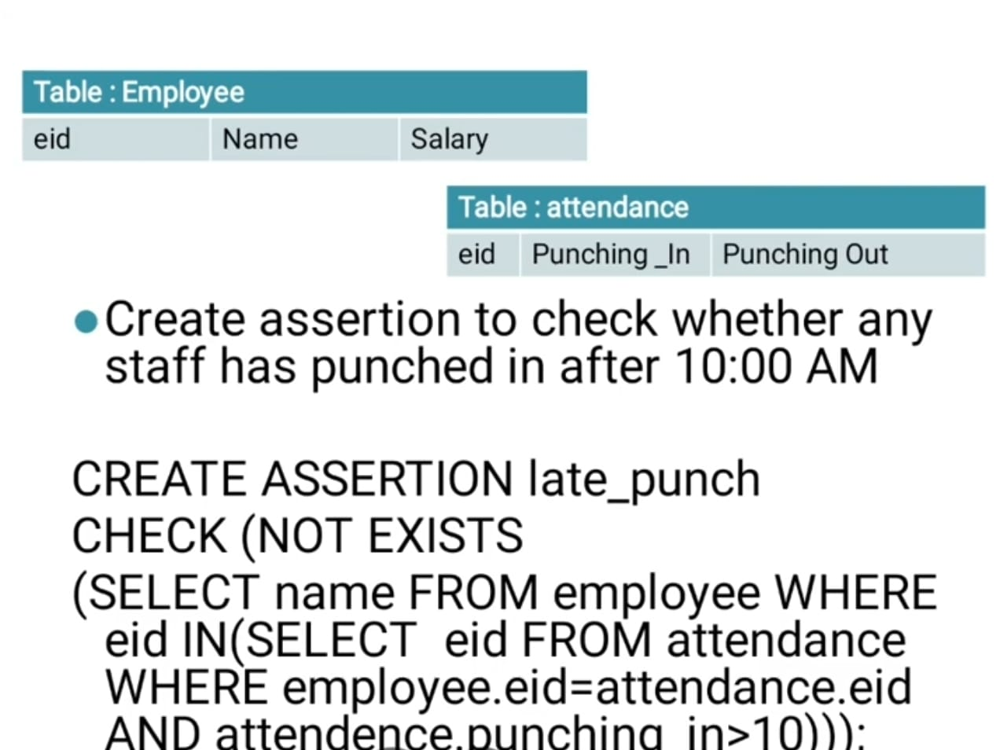 Table : Employee
eid Name Salary
Table : attendance
eid Punching _In Punching Out
Create assertion to check whether any
staff has punched in after 10:00 AM
CREATE ASSERTION late_punch
CHECK (NOT EXISTS
(SELECT name FROM employee WHERE
eid IN(SELECT eid FROM attendance
WHERE employee.eid=attendance.eid
AND attendence.punching_in>10)));